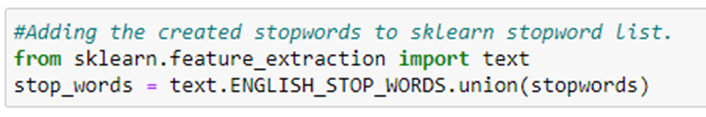 #Adding the created stopwords to sklearn stopword list.
from sklearn.feature_extraction import text
stop_words = text.ENGLISH_STOP_WORDS.union(stopwords)